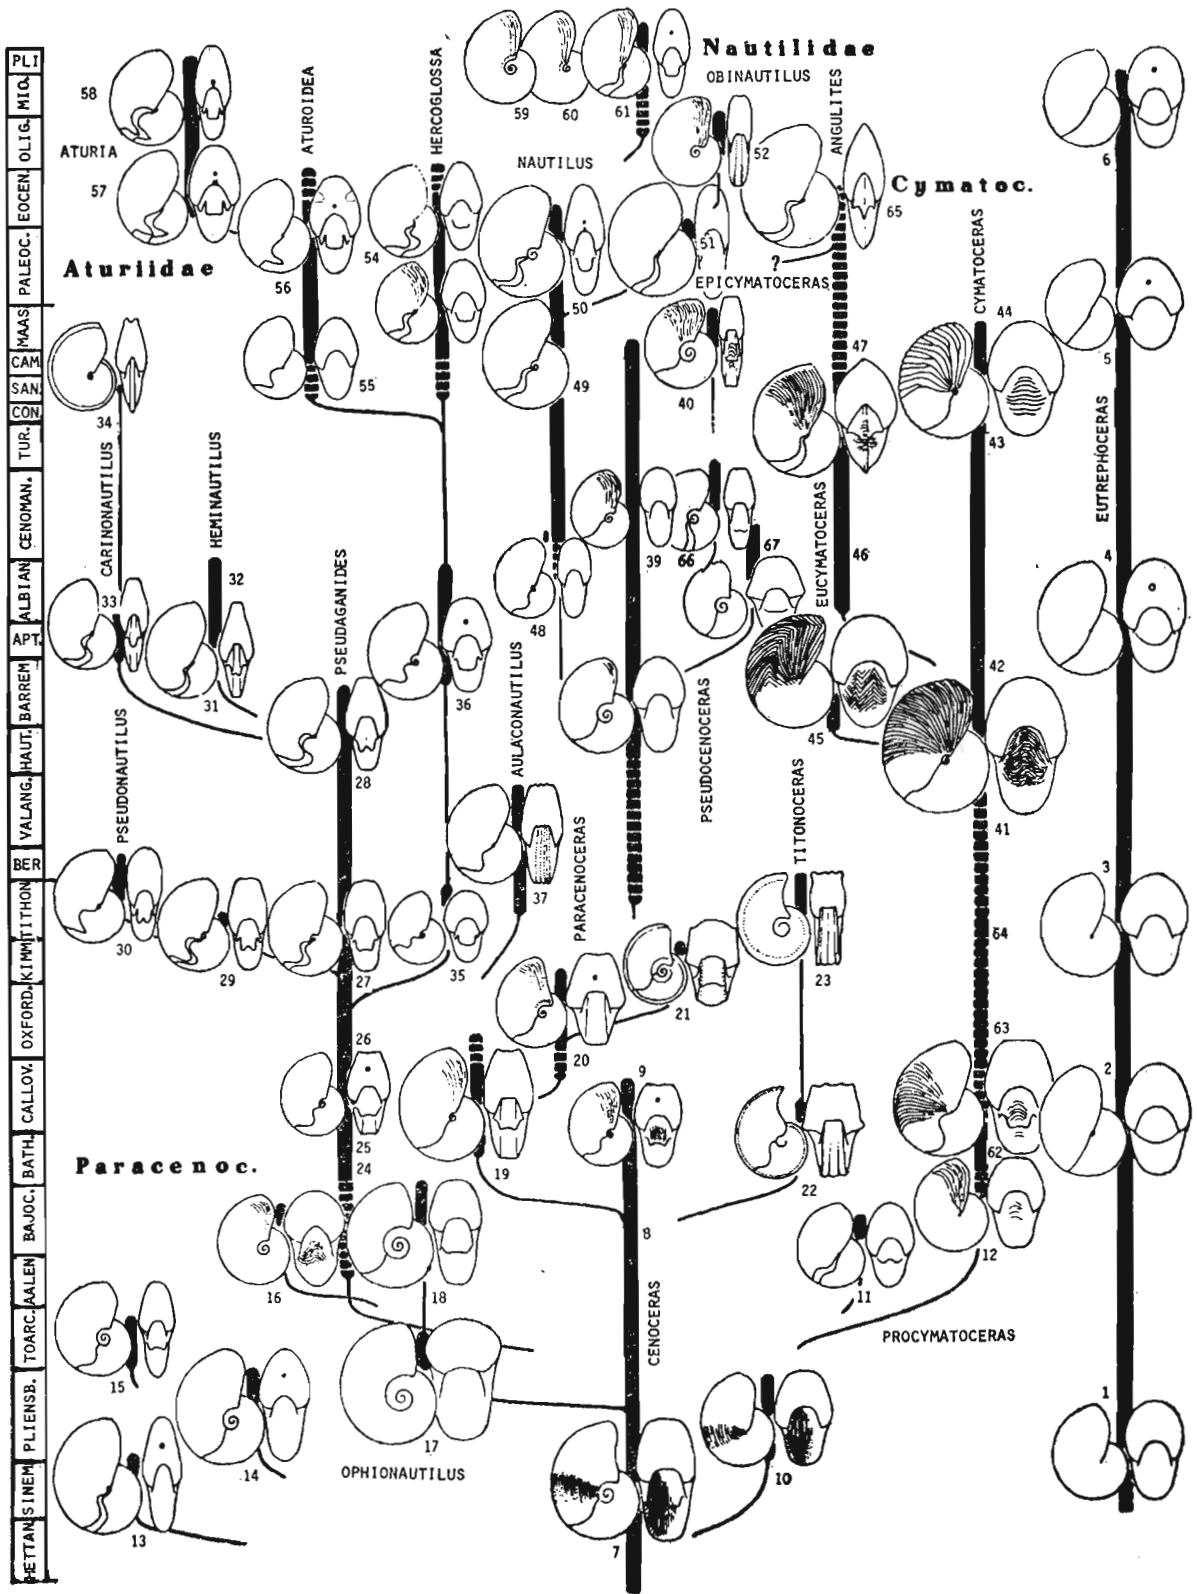 Nautilidae
OBINAUTILUS
PLI
MIO.
OLIG.
EOCEN.
PALEOC.
MAAS.
CAM
SAN.
CON.
TUR.
CENOMAN.
ALBIAN
APT.
BARREM.
HAUT.
VALANG.
BER
TITHON
KIMM
OXFORD.
CALLOV.
BATH.
BAJOC.
AALEN
TOARC.
PLIENSB.
SINEM
HETTAN
58
ATURIA
57
Aturiidae
ATUROIDEA
56
55
HERCOGLOSSA
54
59
60
61
NAUTILUS
52
51
50
49
48
EPICYMATOCERAS
40
ANGULITES
65
?
Cymatoc.
47
CYMATOCERAS
44
43
6
5
EUTREPHOCERAS
4
34
CARINONAUTILUS
33
HEMINAUTILUS
32
31
PSEUDAGANIDES
36
39
66
67
EUCYMATOCERAS
46
45
42
41
PSEUDONAUTILUS
30
29
28
27
35
AULACONAUTILUS
37
PARACENOCERAS
PSEUDOCENOCERAS
TITONOCERAS
23
21
20
64
3
26
25
24
19
9
22
63
62
2
Paracenoc.
16
18
8
11
12
PROCYMATOCERAS
CENOCERAS
15
14
17
OPHIONAUTILUS
13
7
10
1